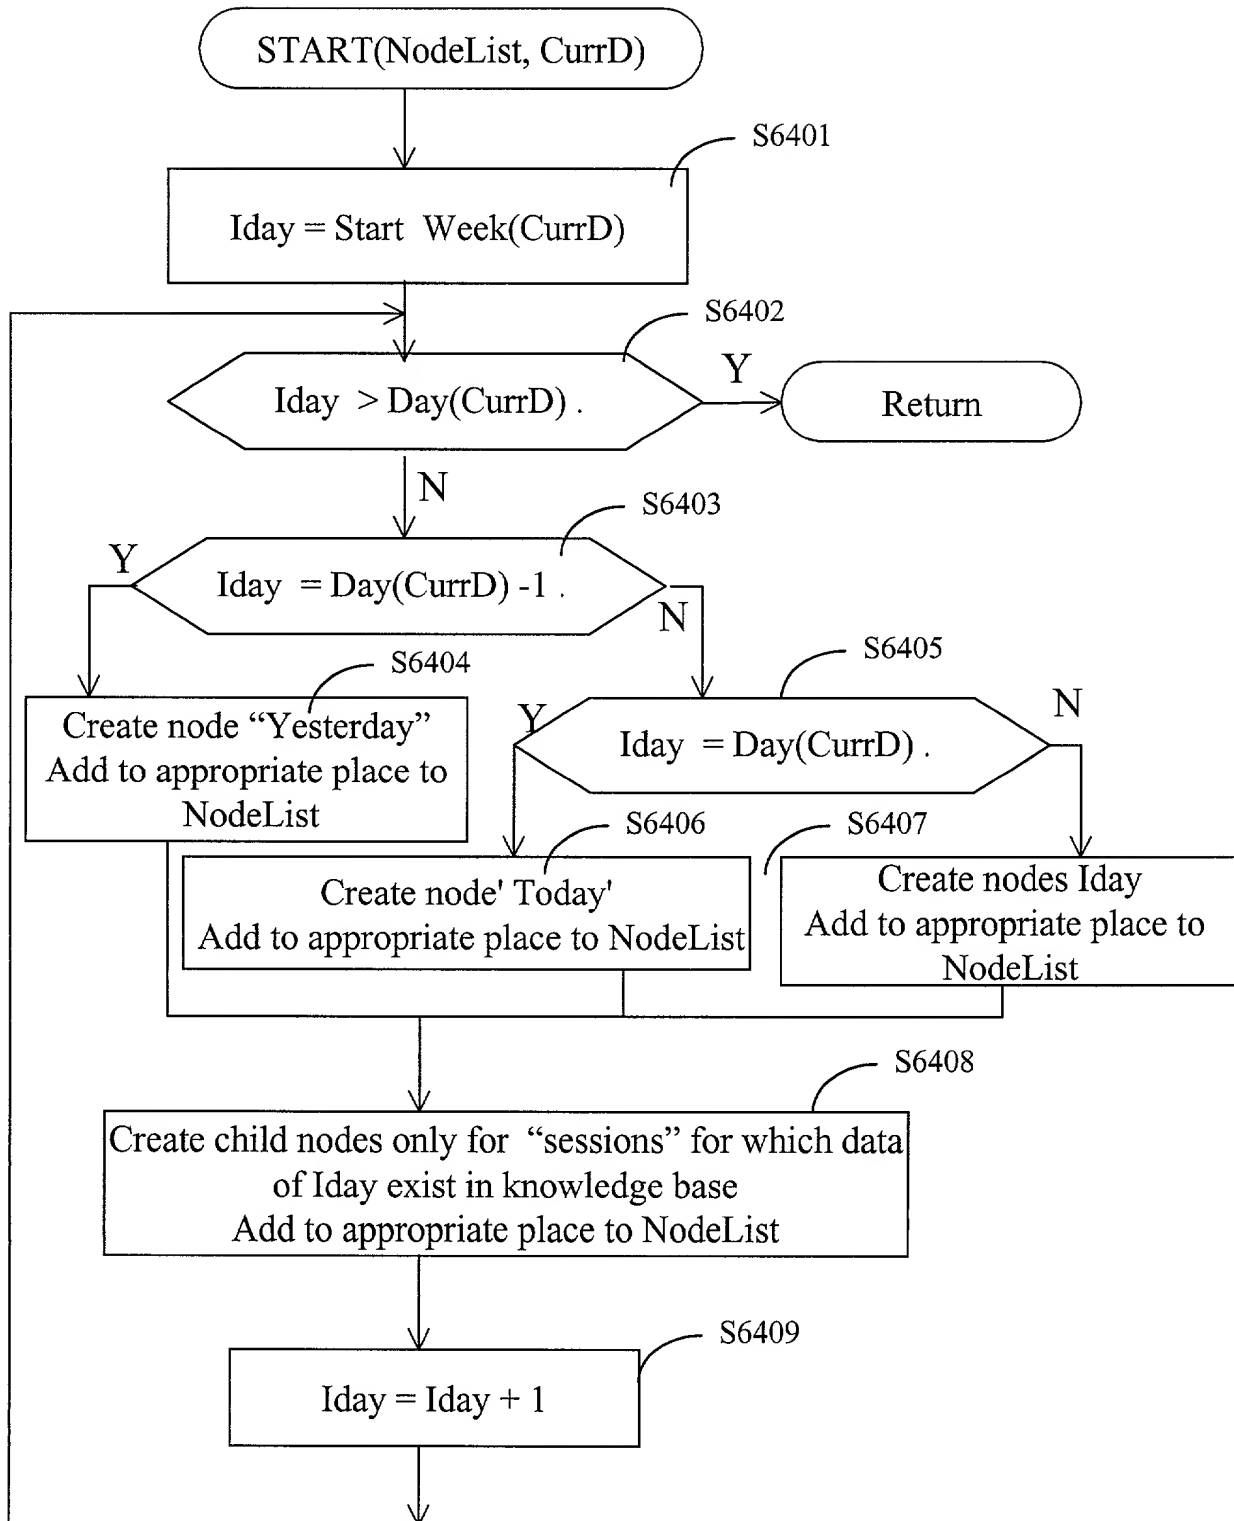 START(NodeList, CurrD)
S6401
Iday = Start Week(CurrD)
S6402
Iday > Day(CurrD) .
Y
Return
N
S6403
Y
Iday = Day(CurrD) -1 .
N
S6404
S6405
Create node “Yesterday”
Add to appropriate place to
NodeList
Y
Iday = Day(CurrD) .
N
S6406
S6407
Create node' Today'
Add to appropriate place to NodeList
Create nodes Iday
Add to appropriate place to
NodeList
S6408
Create child nodes only for “sessions” for which data
of Iday exist in knowledge base
Add to appropriate place to NodeList
S6409
Iday = Iday + 1